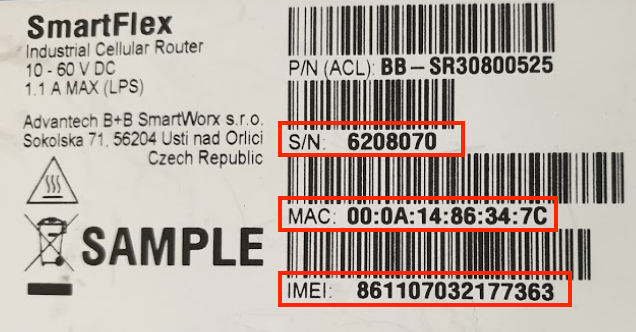 SmartFlex
Industrial Cellular Router
10 - 60 V DC
1.1 A MAX (LPS)
Advantech B+B SmartWorx s.r.o.
Sokolska 71, 56204 Usti nad Orlici
Czech Republic
SAMPLE
P/N (ACL): BB – SR30800525
S/N: 6208070
MAC: 00:0A:14:86:34:7C
IMEI: 861107032177363